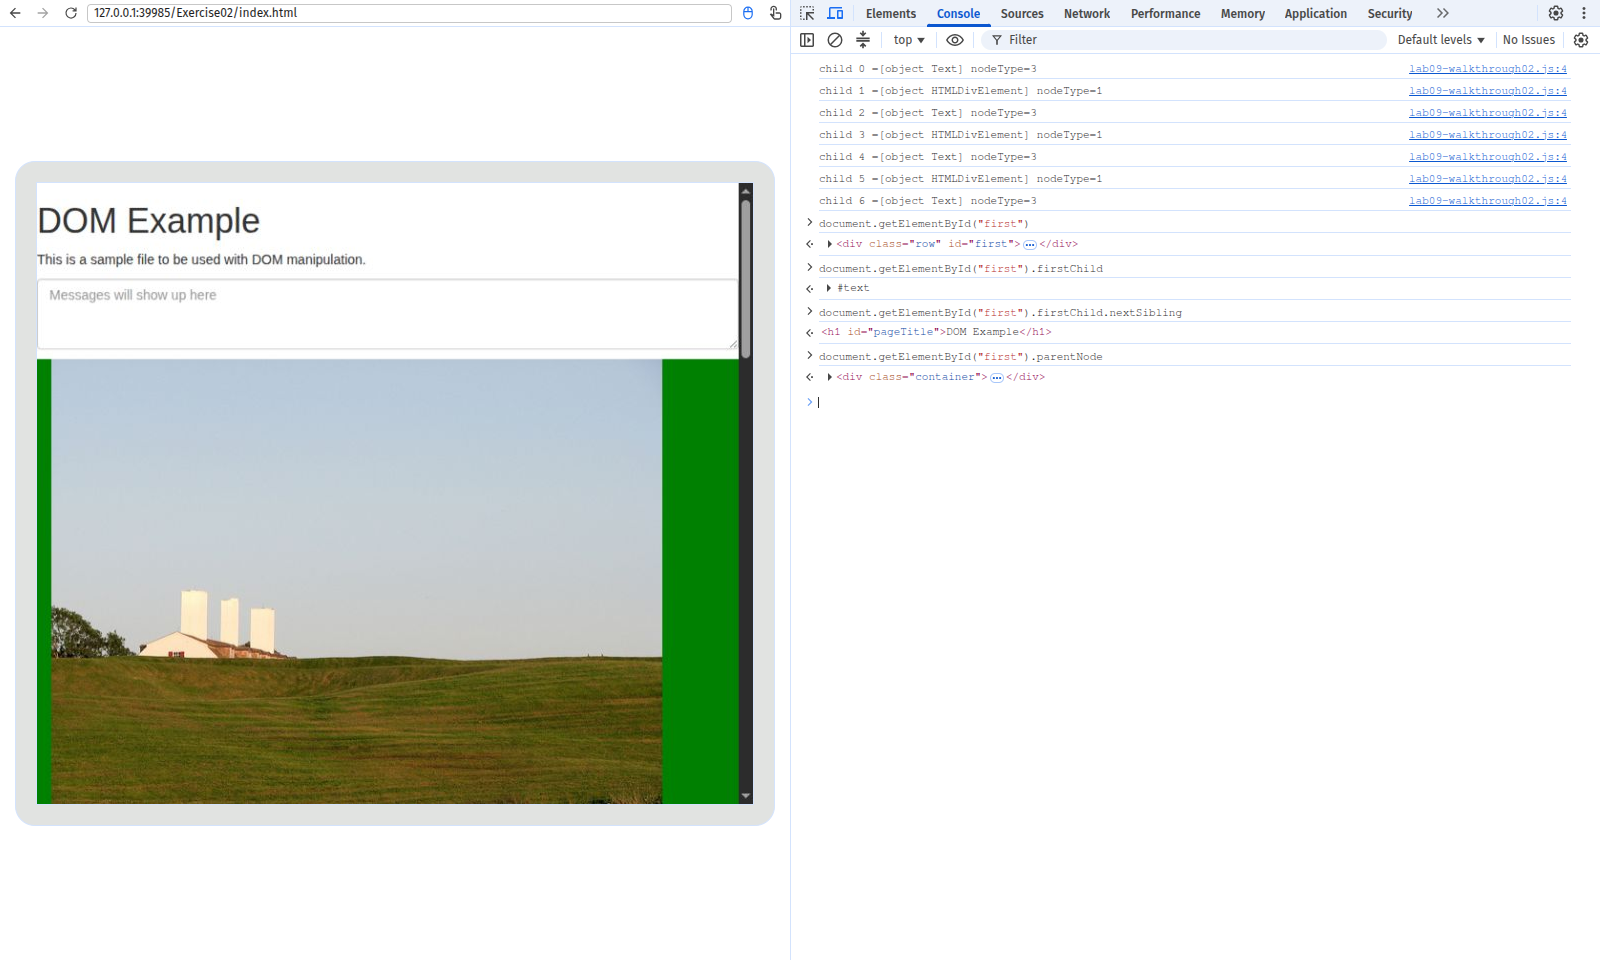 127.0.0.1:39985/Exercise02/index.html
DOM Example
This is a sample file to be used with DOM manipulation.
Messages will show up here
Elements Console Sources Network Performance Memory Application Security
top Filter Default levels No Issues
child 0 =[object Text] nodeType=3 lab09-walkthrough02.js:4
child 1 =[object HTMLDivElement] nodeType=1 lab09-walkthrough02.js:4
child 2 =[object Text] nodeType=3 lab09-walkthrough02.js:4
child 3 =[object HTMLDivElement] nodeType=1 lab09-walkthrough02.js:4
child 4 =[object Text] nodeType=3 lab09-walkthrough02.js:4
child 5 =[object HTMLDivElement] nodeType=1 lab09-walkthrough02.js:4
child 6 =[object Text] nodeType=3 lab09-walkthrough02.js:4
document.getElementById("first")
<div class="row" id="first">…</div>
document.getElementById("first").firstChild
#text
document.getElementById("first").firstChild.nextSibling
<h1 id="pageTitle">DOM Example</h1>
document.getElementById("first").parentNode
<div class="container">…</div>